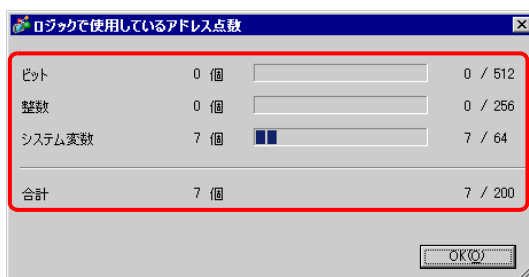 ロジックで使用しているアドレス点数
ビット 0 個 0 / 512
整数 0 個 0 / 256
システム変数 7 個 7 / 64
合計 7 個 7 / 200
OK(O)